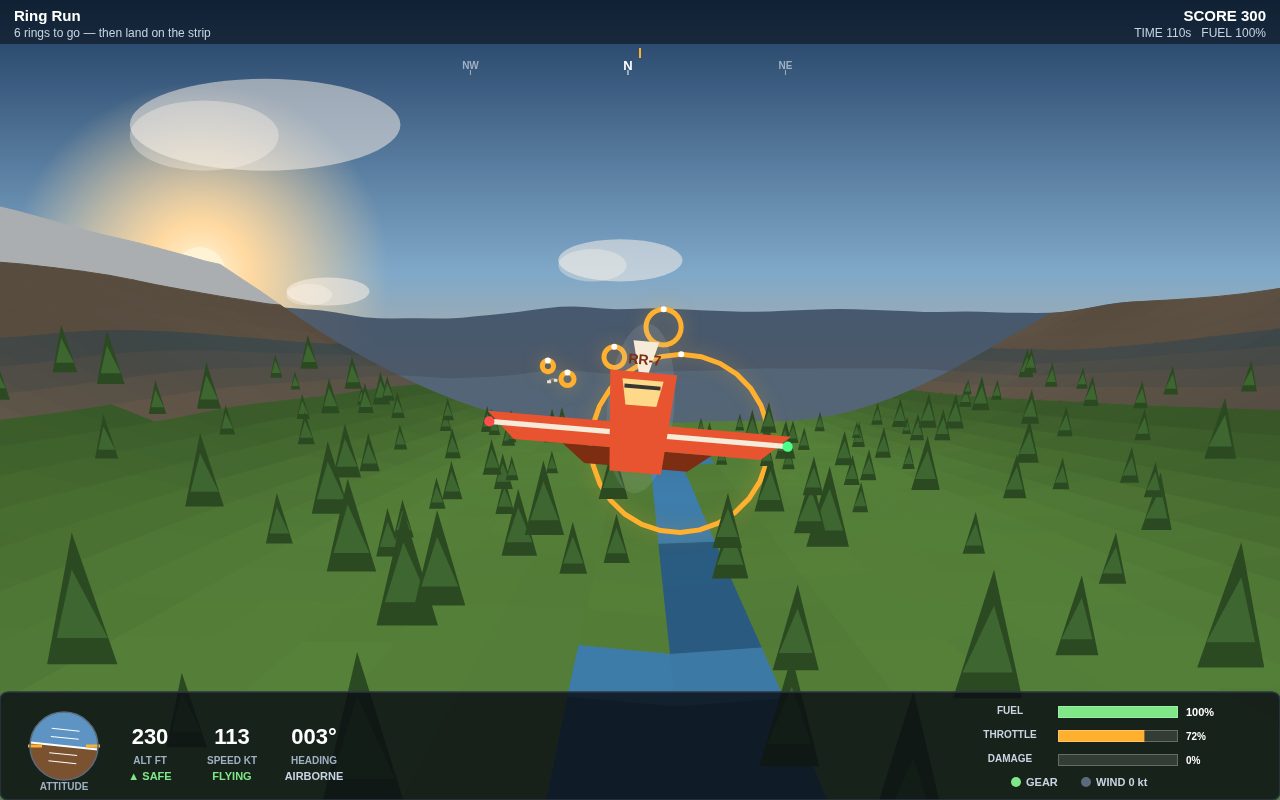 Ring Run
6 rings to go — then land on the strip
SCORE 300
TIME 110s FUEL 100%
NW
N
NE
RR-7
230
ALT FT
▲ SAFE
113
SPEED KT
FLYING
003°
HEADING
AIRBORNE
ATTITUDE
FUEL 100%
THROTTLE 72%
DAMAGE 0%
GEAR WIND 0 kt